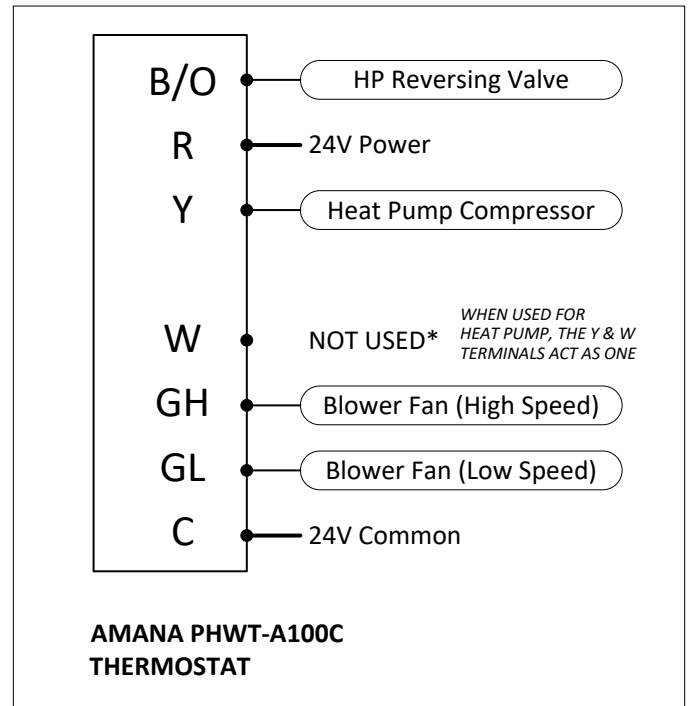 B/O HP Reversing Valve
R 24V Power
Y Heat Pump Compressor
W NOT USED* WHEN USED FOR
HEAT PUMP, THE Y & W
TERMINALS ACT AS ONE
GH Blower Fan (High Speed)
GL Blower Fan (Low Speed)
C 24V Common
AMANA PHWT-A100C
THERMOSTAT